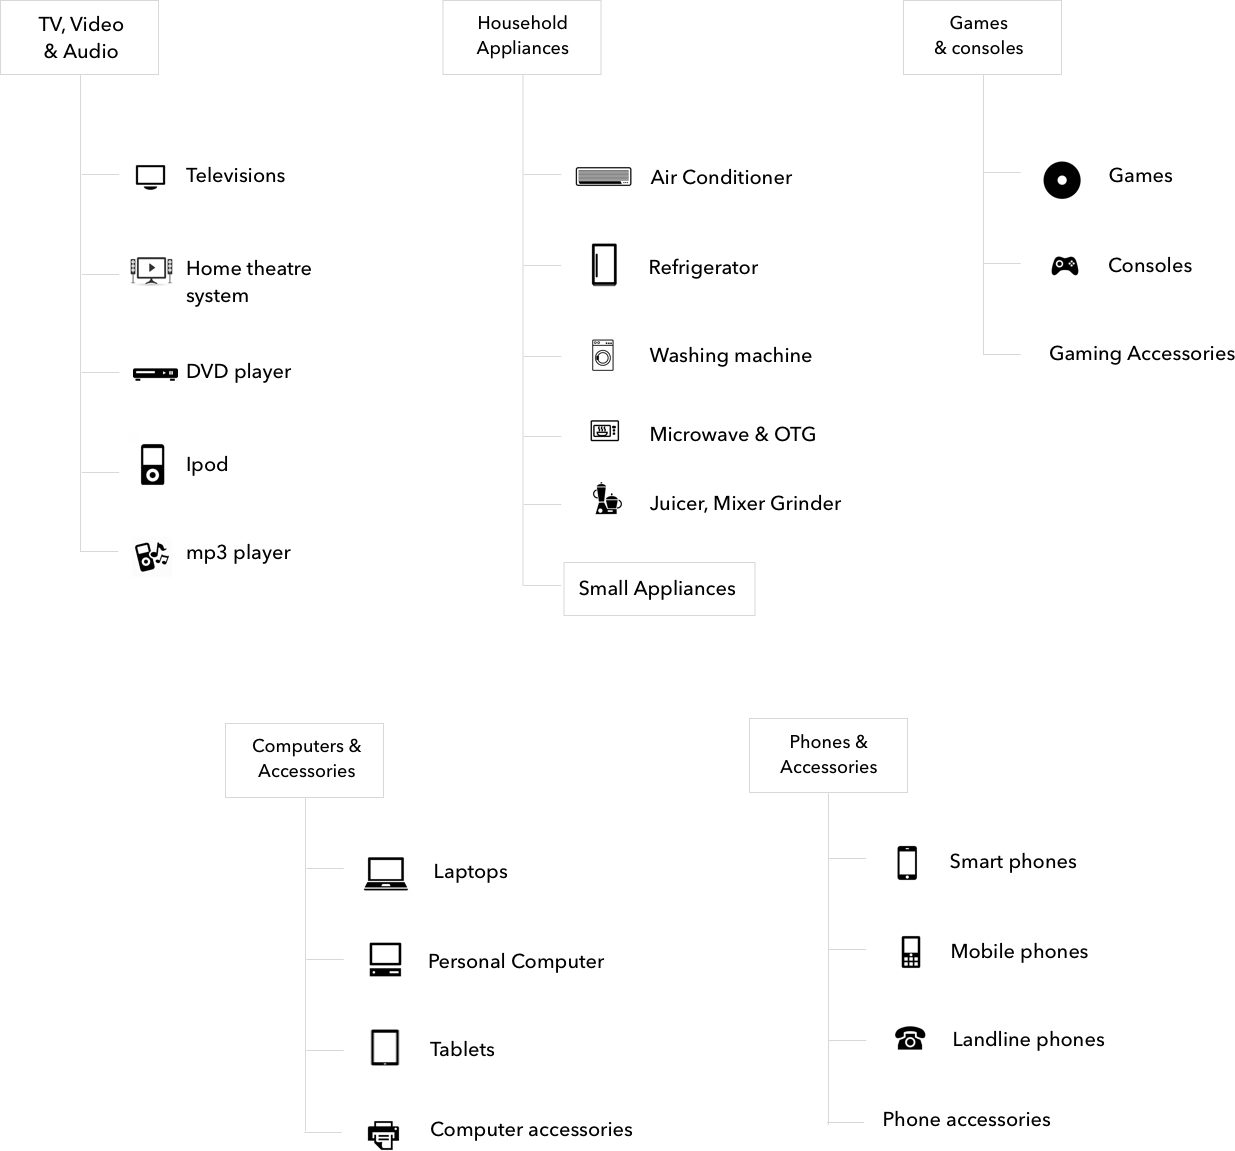 TV, Video
& Audio
Televisions
Home theatre
system
DVD player
Ipod
mp3 player
Household
Appliances
Air Conditioner
Refrigerator
Washing machine
Microwave & OTG
Juicer, Mixer Grinder
Small Appliances
Games
& consoles
Games
Consoles
Gaming Accessories
Computers &
Accessories
Laptops
Personal Computer
Tablets
Computer accessories
Phones &
Accessories
Smart phones
Mobile phones
Landline phones
Phone accessories